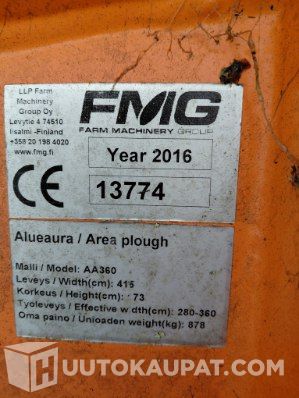 LLP Farm
Machinery
Group Oy
Levytie 4 74510
Iisalmi -Finland
+358 20 198 4020
www.fmg.fi
FMG
FARM MACHINERY GROUP
Year 2016
CE
13774
Alueaura / Area plough
Malli / Model: AA360
Leveys / Width(cm): 415
Korkeus / Height(cm): 73
Työleveys / Effective width(cm): 280-360
Oma paino / Unloaden weight(kg): 878
HUUTOKAUPAT.COM